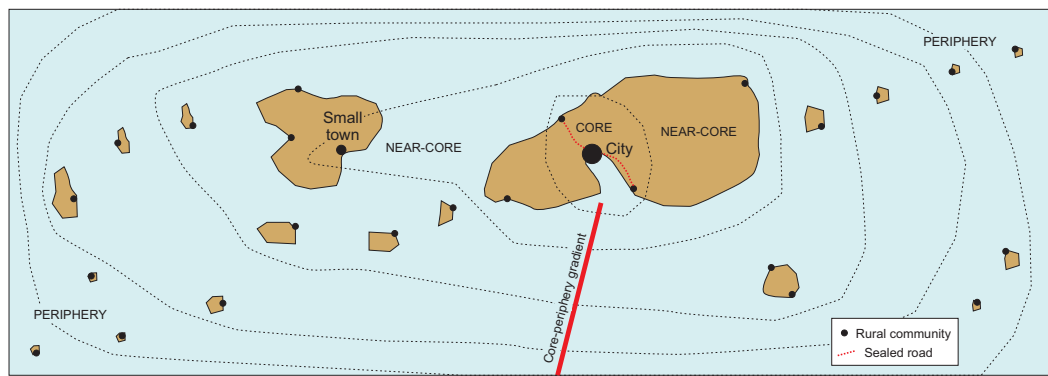 PERIPHERY
Small
town
CORE
NEAR-CORE
NEAR-CORE
City
Core-periphery gradient
PERIPHERY
Rural community
Sealed road